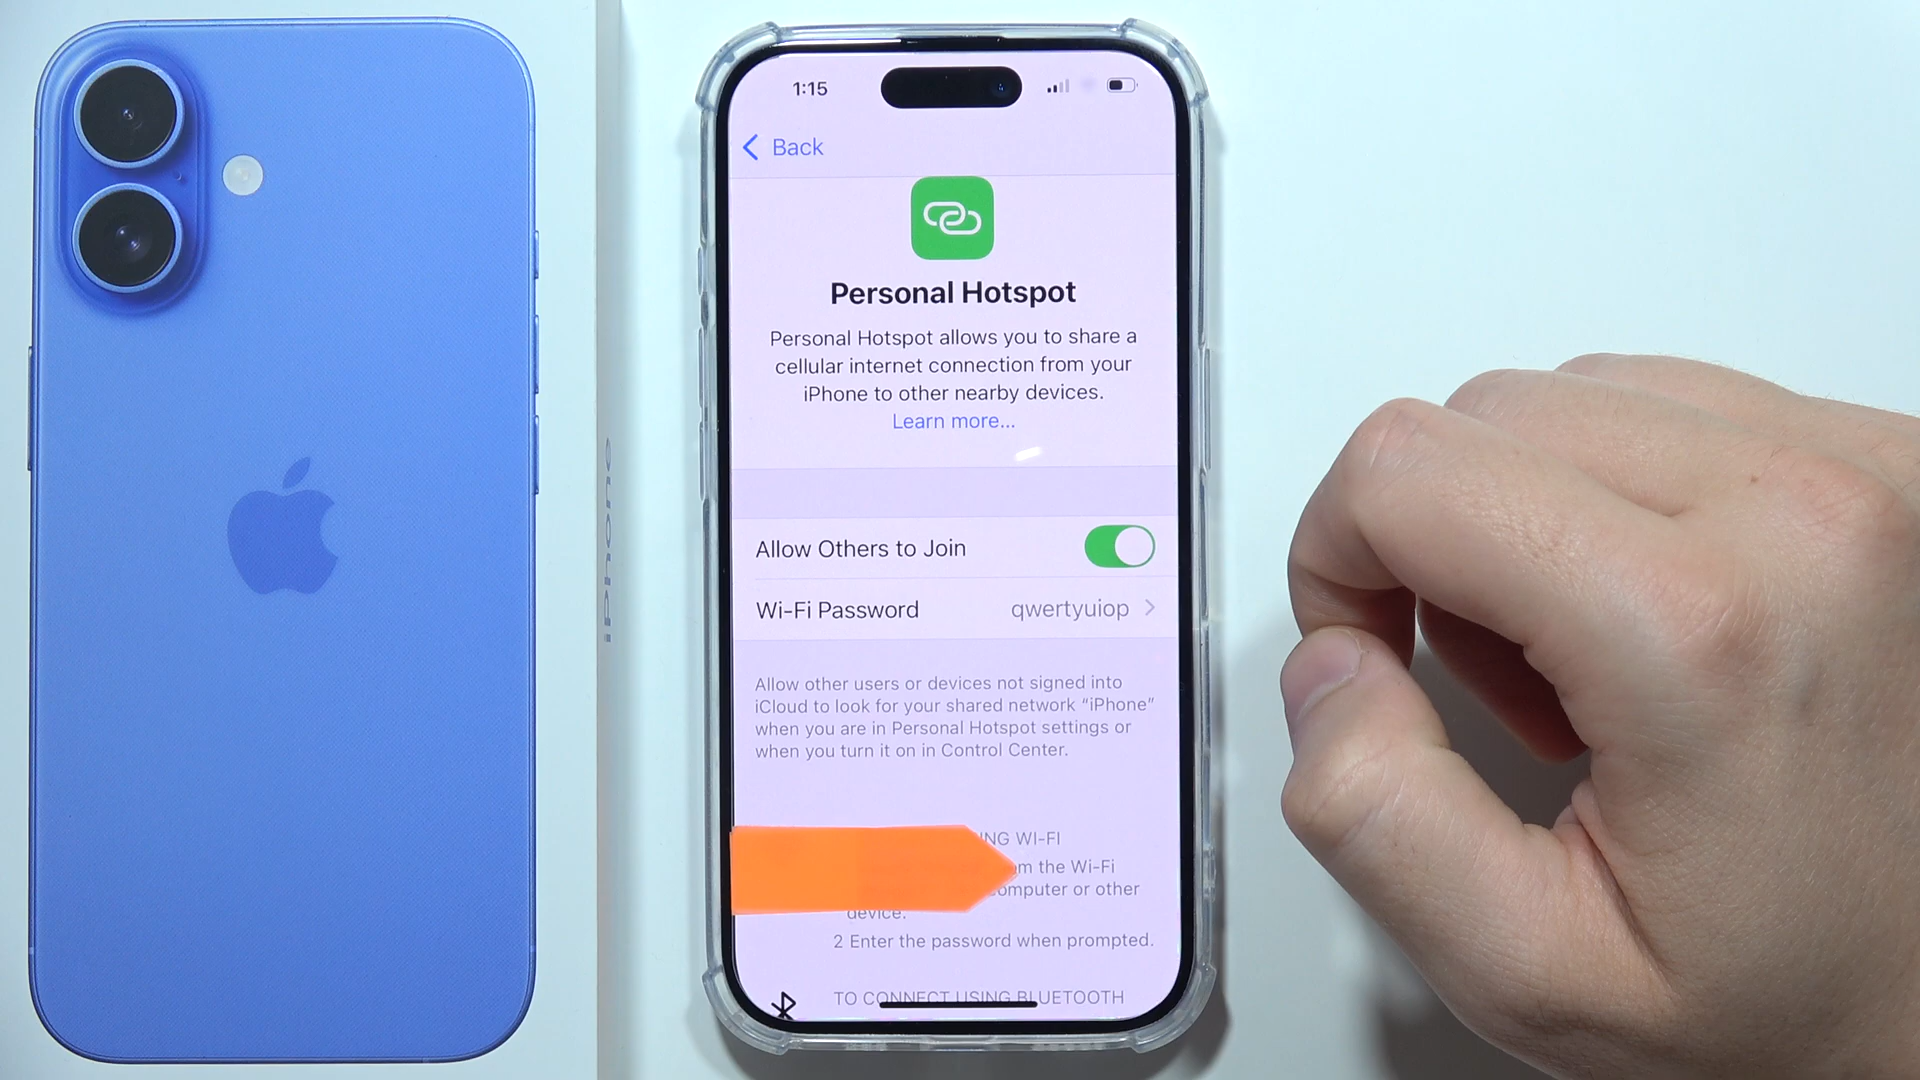 iPhone
1:15
Back
Personal Hotspot
Personal Hotspot allows you to share a
cellular internet connection from your
iPhone to other nearby devices.
Learn more...
Allow Others to Join
Wi-Fi Password qwertyuiop
Allow other users or devices not signed into
iCloud to look for your shared network “iPhone”
when you are in Personal Hotspot settings or
when you turn it on in Control Center.
WI-FI
the Wi-Fi
computer or other
device.
2 Enter the password when prompted.
TO CONNECT USING BLUETOOTH